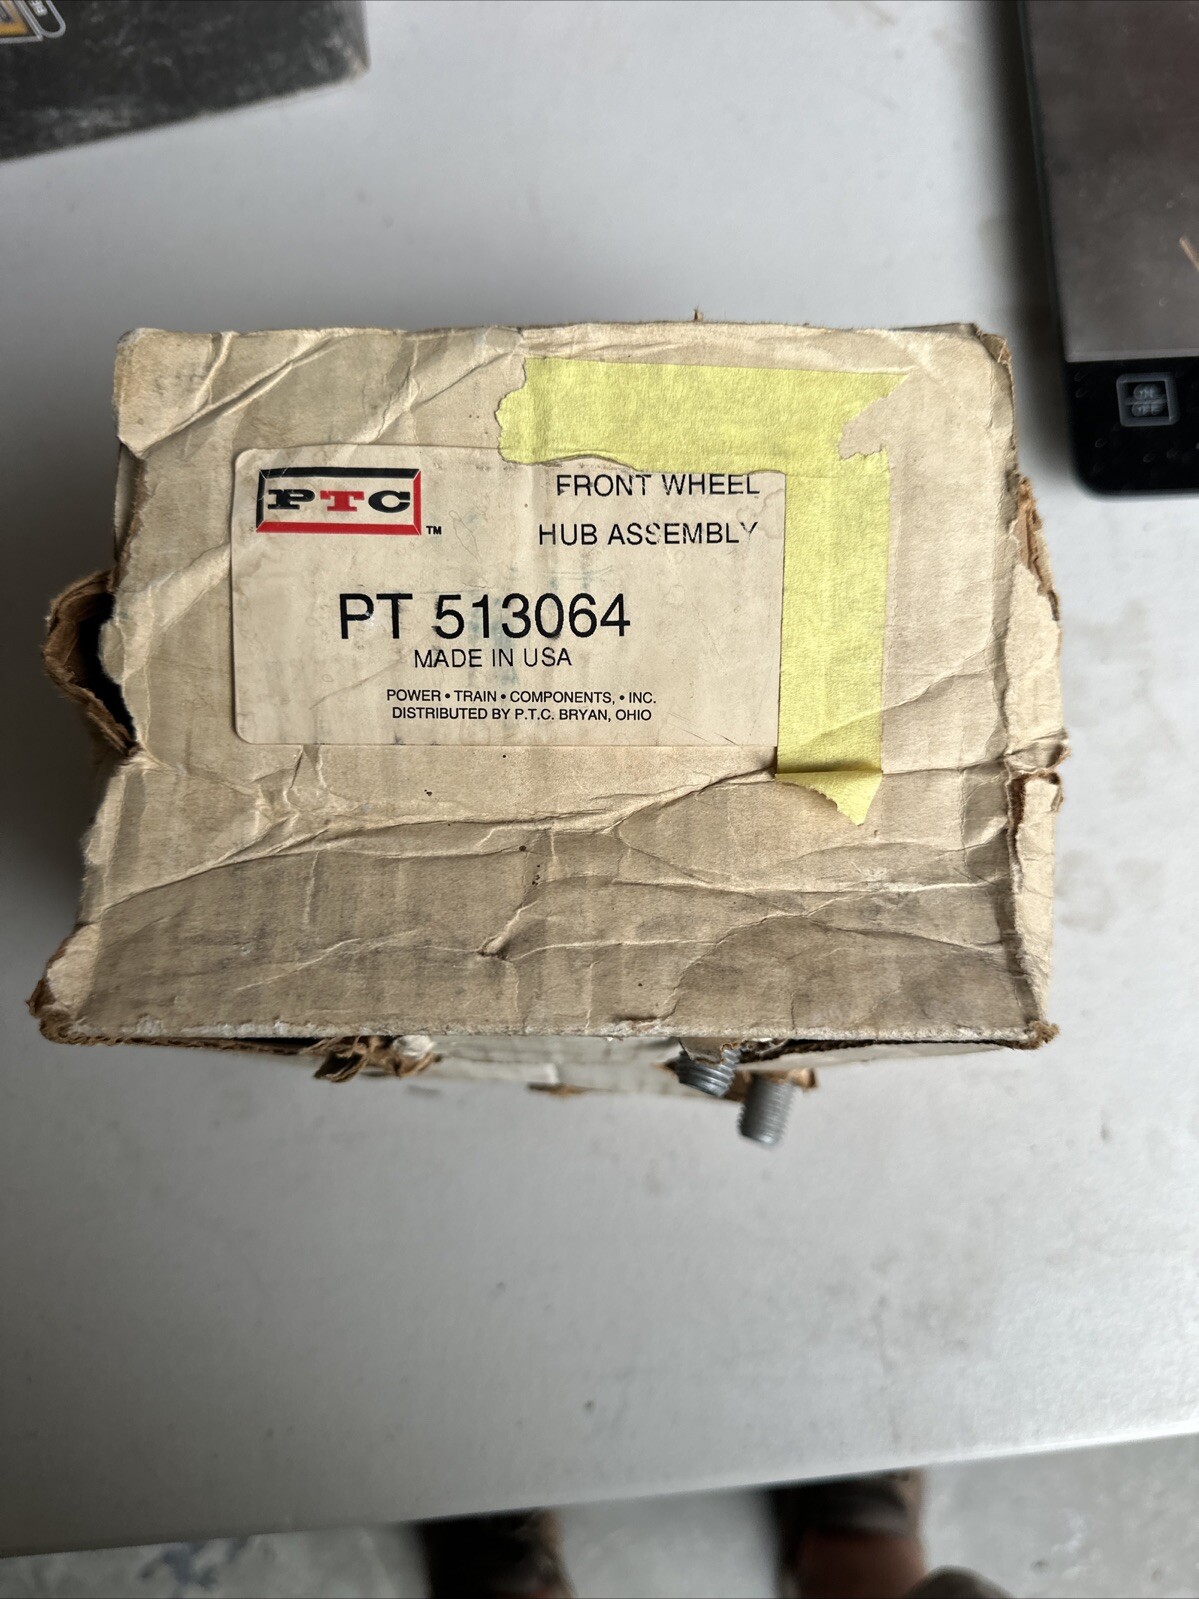 PTC
TM
FRONT WHEEL
HUB ASSEMBLY
PT 513064
MADE IN USA
POWER • TRAIN • COMPONENTS, • INC.
DISTRIBUTED BY P.T.C. BRYAN, OHIO
ON
OFF